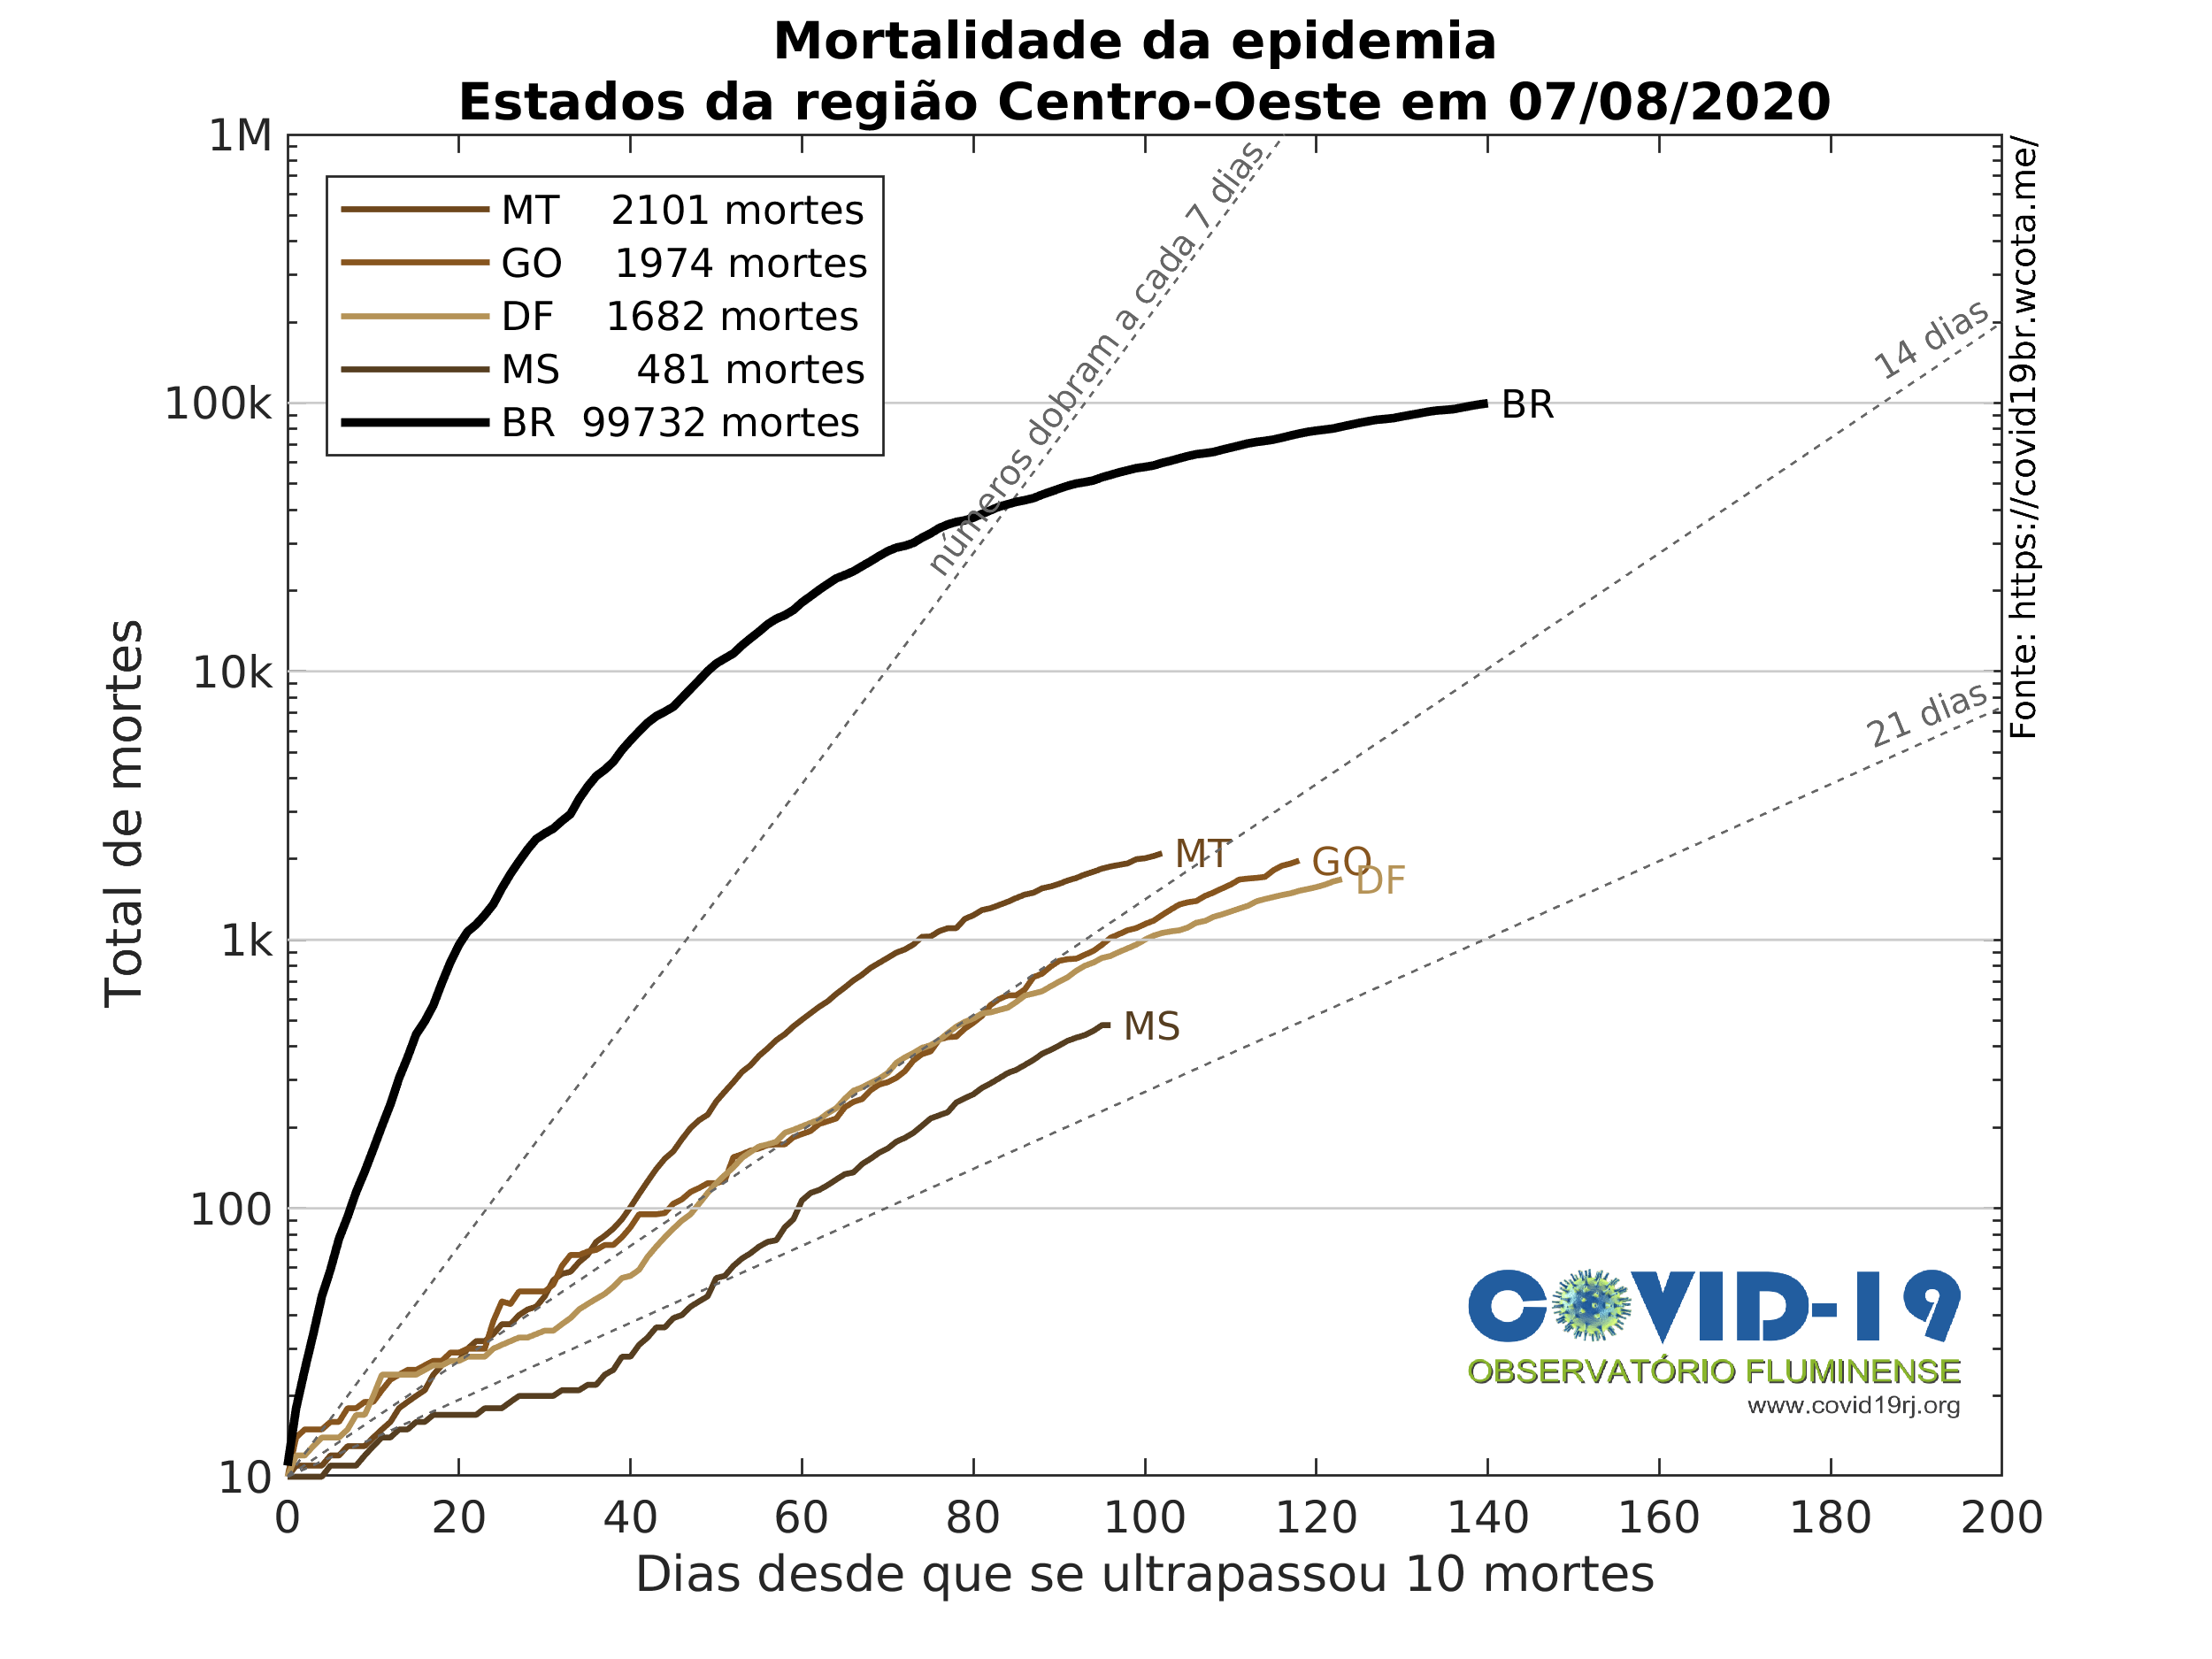 Mortalidade da epidemia
Estados da região Centro-Oeste em 07/08/2020
1M
100k
10k
1k
100
10
Total de mortes
MT 2101 mortes
GO 1974 mortes
DF 1682 mortes
MS 481 mortes
BR 99732 mortes
números dobram a cada 7 dias
14 dias
21 dias
BR
MT
GO
DF
MS
Fonte: https://covid19br.wcota.me/
COVID-19
OBSERVATÓRIO FLUMINENSE
www.covid19rj.org
0 20 40 60 80 100 120 140 160 180 200
Dias desde que se ultrapassou 10 mortes